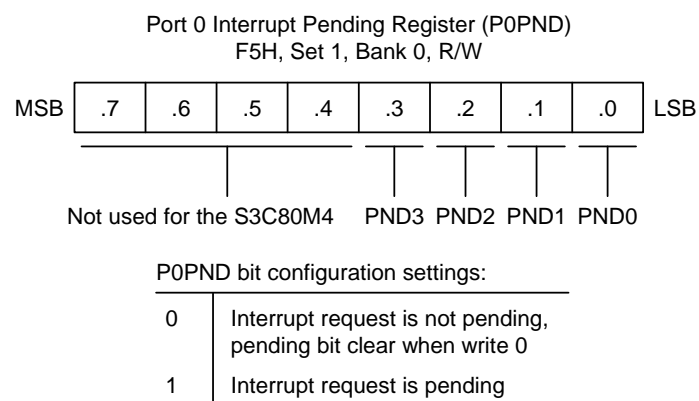 Port 0 Interrupt Pending Register (P0PND)
F5H, Set 1, Bank 0, R/W
MSB .7 .6 .5 .4 .3 .2 .1 .0 LSB
Not used for the S3C80M4 PND3 PND2 PND1 PND0
P0PND bit configuration settings:
0 Interrupt request is not pending,
pending bit clear when write 0
1 Interrupt request is pending